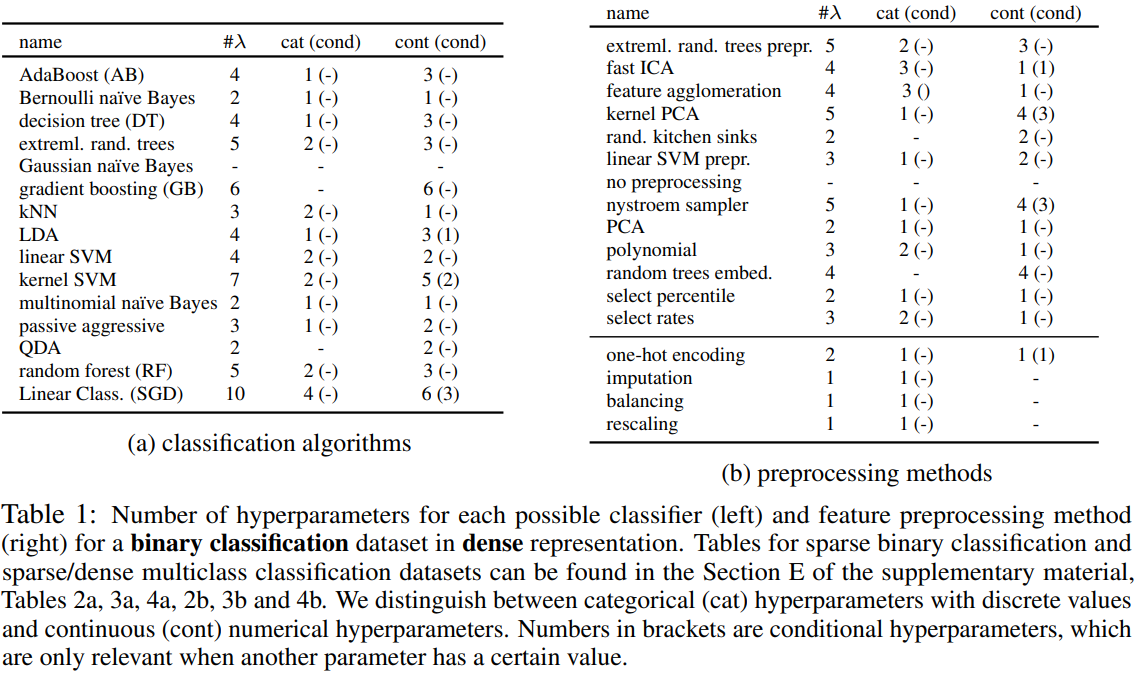 name #λ cat (cond) cont (cond)
AdaBoost (AB) 4 1 (-) 3 (-)
Bernoulli naïve Bayes 2 1 (-) 1 (-)
decision tree (DT) 4 1 (-) 3 (-)
extreml. rand. trees 5 2 (-) 3 (-)
Gaussian naïve Bayes - - -
gradient boosting (GB) 6 - 6 (-)
kNN 3 2 (-) 1 (-)
LDA 4 1 (-) 3 (1)
linear SVM 4 2 (-) 2 (-)
kernel SVM 7 2 (-) 5 (2)
multinomial naïve Bayes 2 1 (-) 1 (-)
passive aggressive 3 1 (-) 2 (-)
QDA 2 - 2 (-)
random forest (RF) 5 2 (-) 3 (-)
Linear Class. (SGD) 10 4 (-) 6 (3)
(a) classification algorithms
name #λ cat (cond) cont (cond)
extreml. rand. trees prepr. 5 2 (-) 3 (-)
fast ICA 4 3 (-) 1 (1)
feature agglomeration 4 3 () 1 (-)
kernel PCA 5 1 (-) 4 (3)
rand. kitchen sinks 2 - 2 (-)
linear SVM prepr. 3 1 (-) 2 (-)
no preprocessing - - -
nystroem sampler 5 1 (-) 4 (3)
PCA 2 1 (-) 1 (-)
polynomial 3 2 (-) 1 (-)
random trees embed. 4 - 4 (-)
select percentile 2 1 (-) 1 (-)
select rates 3 2 (-) 1 (-)
one-hot encoding 2 1 (-) 1 (1)
imputation 1 1 (-) -
balancing 1 1 (-) -
rescaling 1 1 (-) -
(b) preprocessing methods
Table 1: Number of hyperparameters for each possible classifier (left) and feature preprocessing method
(right) for a binary classification dataset in dense representation. Tables for sparse binary classification and
sparse/dense multiclass classification datasets can be found in the Section E of the supplementary material,
Tables 2a, 3a, 4a, 2b, 3b and 4b. We distinguish between categorical (cat) hyperparameters with discrete values
and continuous (cont) numerical hyperparameters. Numbers in brackets are conditional hyperparameters, which
are only relevant when another parameter has a certain value.